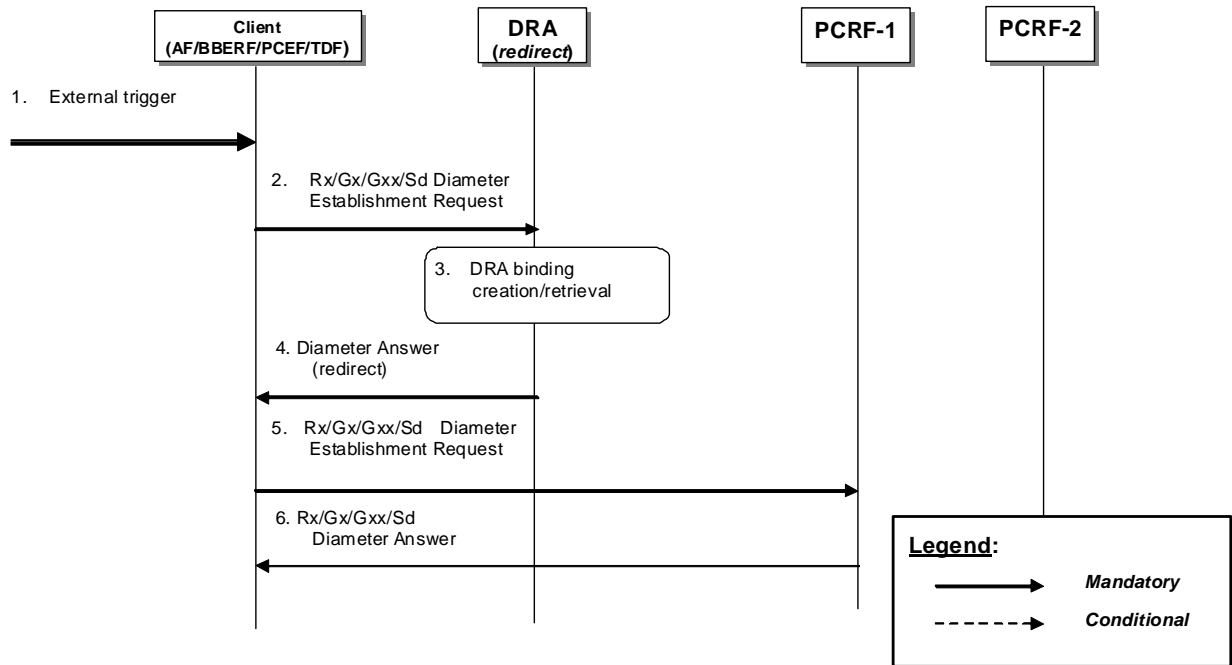 Client
(AF/BBERF/PCEF/TDF)
DRA
(redirect)
PCRF-1
PCRF-2
1. External trigger
2. Rx/Gx/Gxx/Sd Diameter
Establishment Request
3. DRA binding
creation/retrieval
4. Diameter Answer
(redirect)
5. Rx/Gx/Gxx/Sd Diameter
Establishment Request
6. Rx/Gx/Gxx/Sd
Diameter Answer
Legend:
Mandatory
Conditional